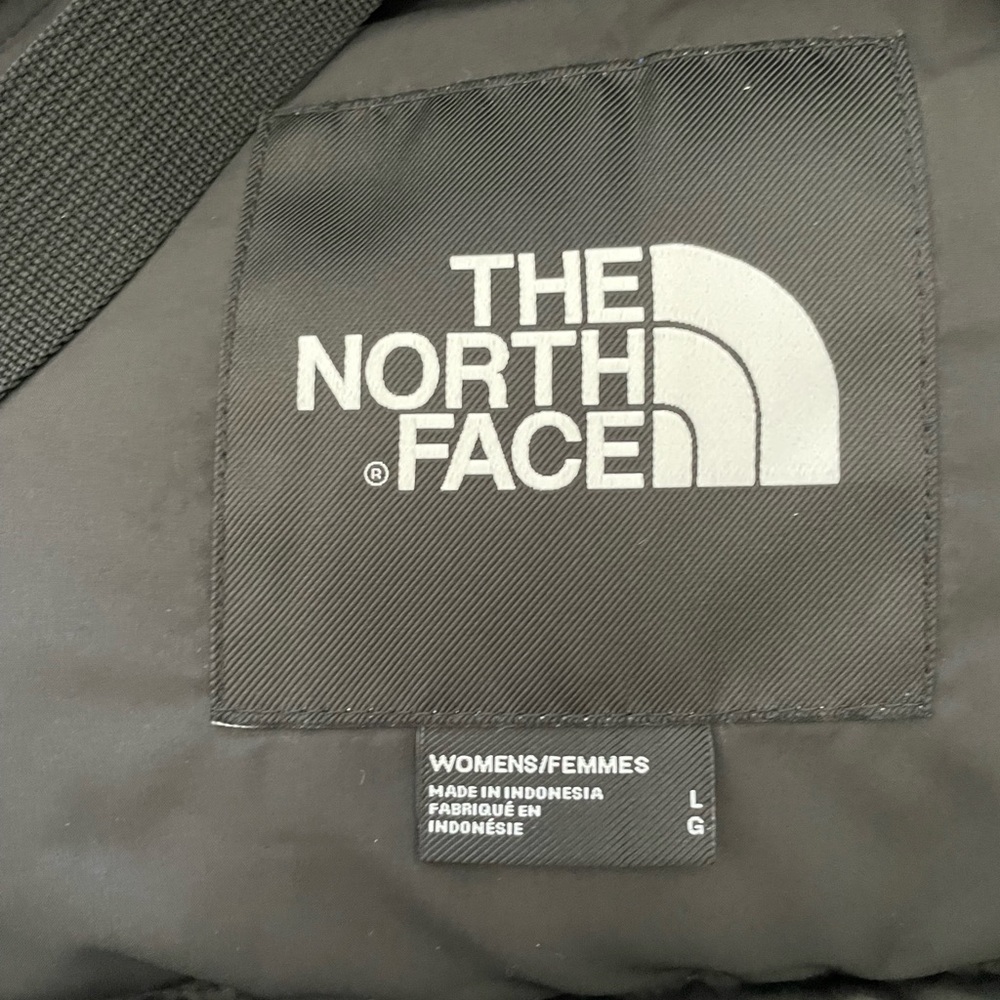 THE
NORTH
FACE
®
WOMENS/FEMMES
MADE IN INDONESIA
FABRIQUÉ EN
INDONÉSIE
L
G